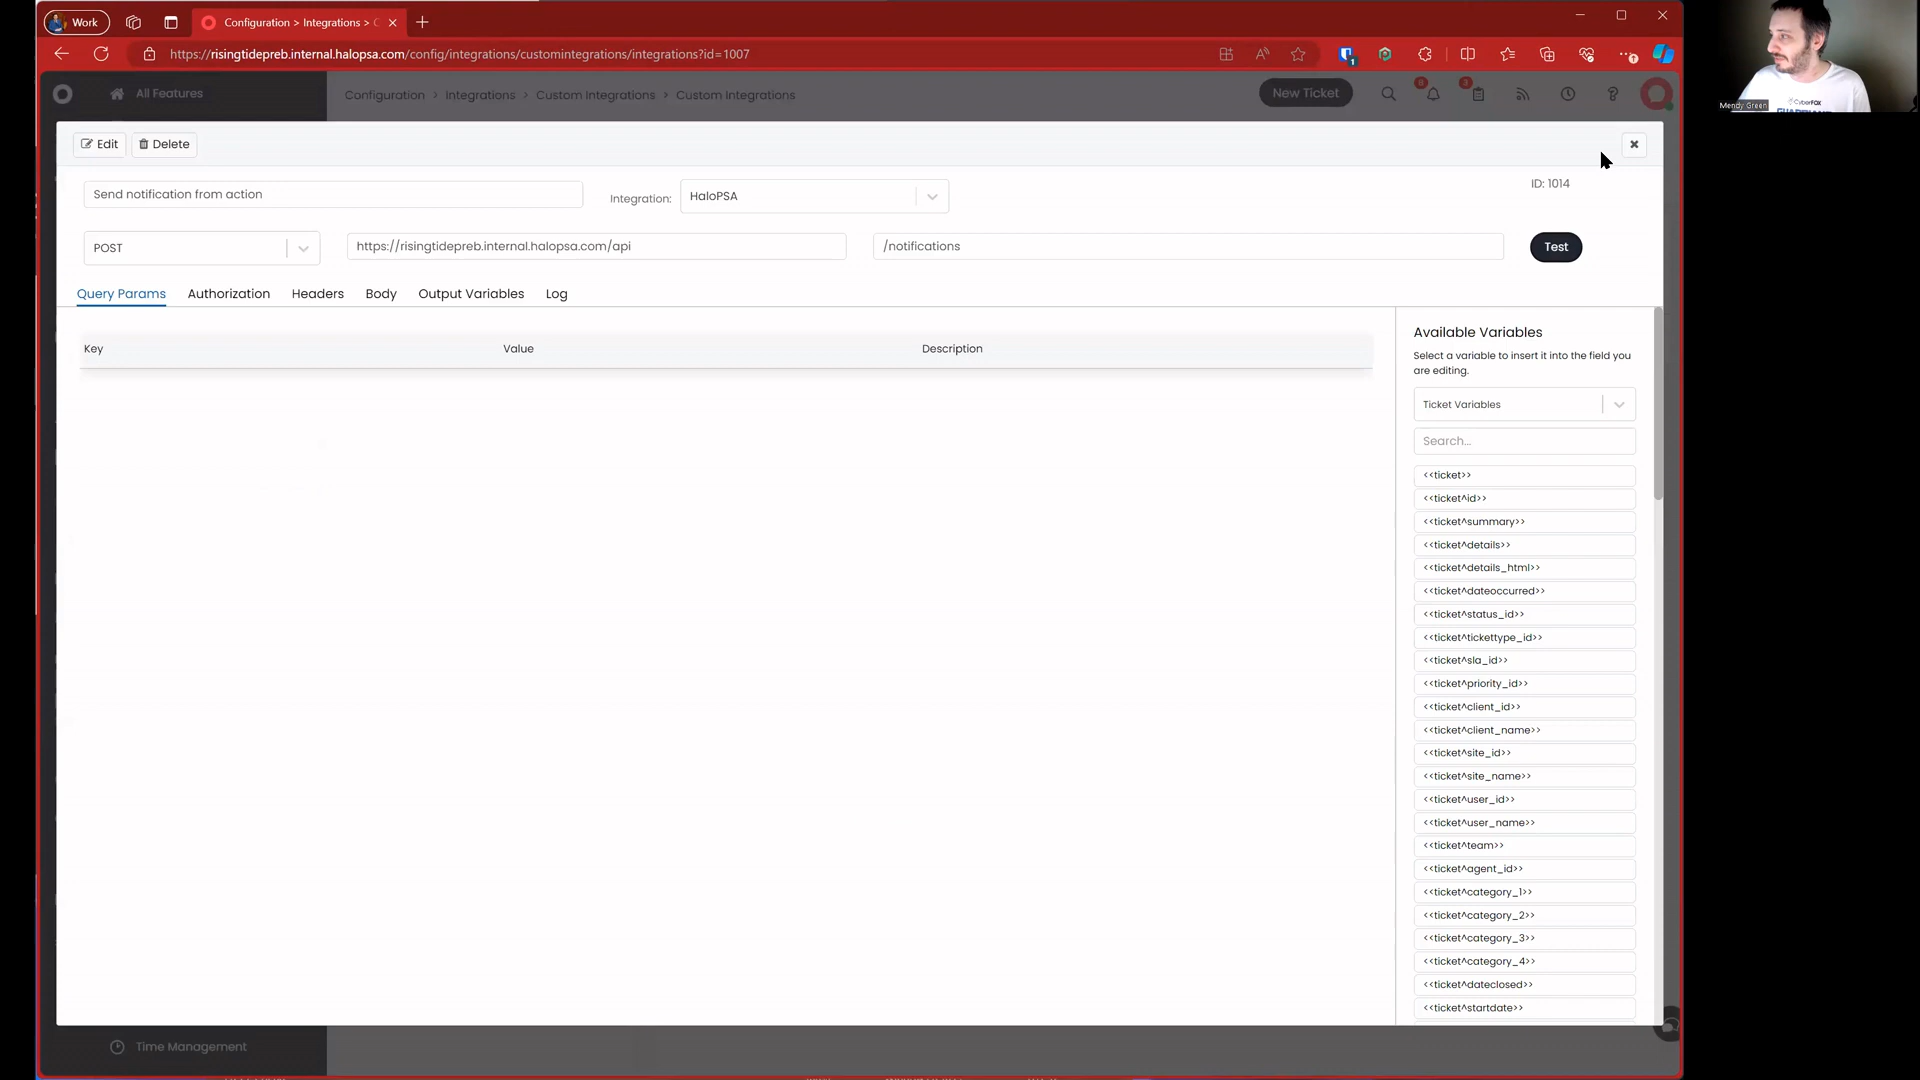 Work
Configuration > Integrations > C
https://risingtidepreb.internal.halopsa.com/config/integrations/customintegrations/integrations?id=1007
All Features
Configuration > Integrations > Custom Integrations > Custom Integrations
New Ticket
Mendy Green
CyberFOX
Edit
Delete
Send notification from action
Integration:
HaloPSA
ID: 1014
POST
https://risingtidepreb.internal.halopsa.com/api
/notifications
Test
Query Params
Authorization
Headers
Body
Output Variables
Log
Key
Value
Description
Available Variables
Select a variable to insert it into the field you
are editing.
Ticket Variables
Search...
<<ticket>>
<<ticket^id>>
<<ticket^summary>>
<<ticket^details>>
<<ticket^details_html>>
<<ticket^dateoccurred>>
<<ticket^status_id>>
<<ticket^tickettype_id>>
<<ticket^sla_id>>
<<ticket^priority_id>>
<<ticket^client_id>>
<<ticket^client_name>>
<<ticket^site_id>>
<<ticket^site_name>>
<<ticket^user_id>>
<<ticket^user_name>>
<<ticket^team>>
<<ticket^agent_id>>
<<ticket^category_1>>
<<ticket^category_2>>
<<ticket^category_3>>
<<ticket^category_4>>
<<ticket^dateclosed>>
<<ticket^startdate>>
Time Management